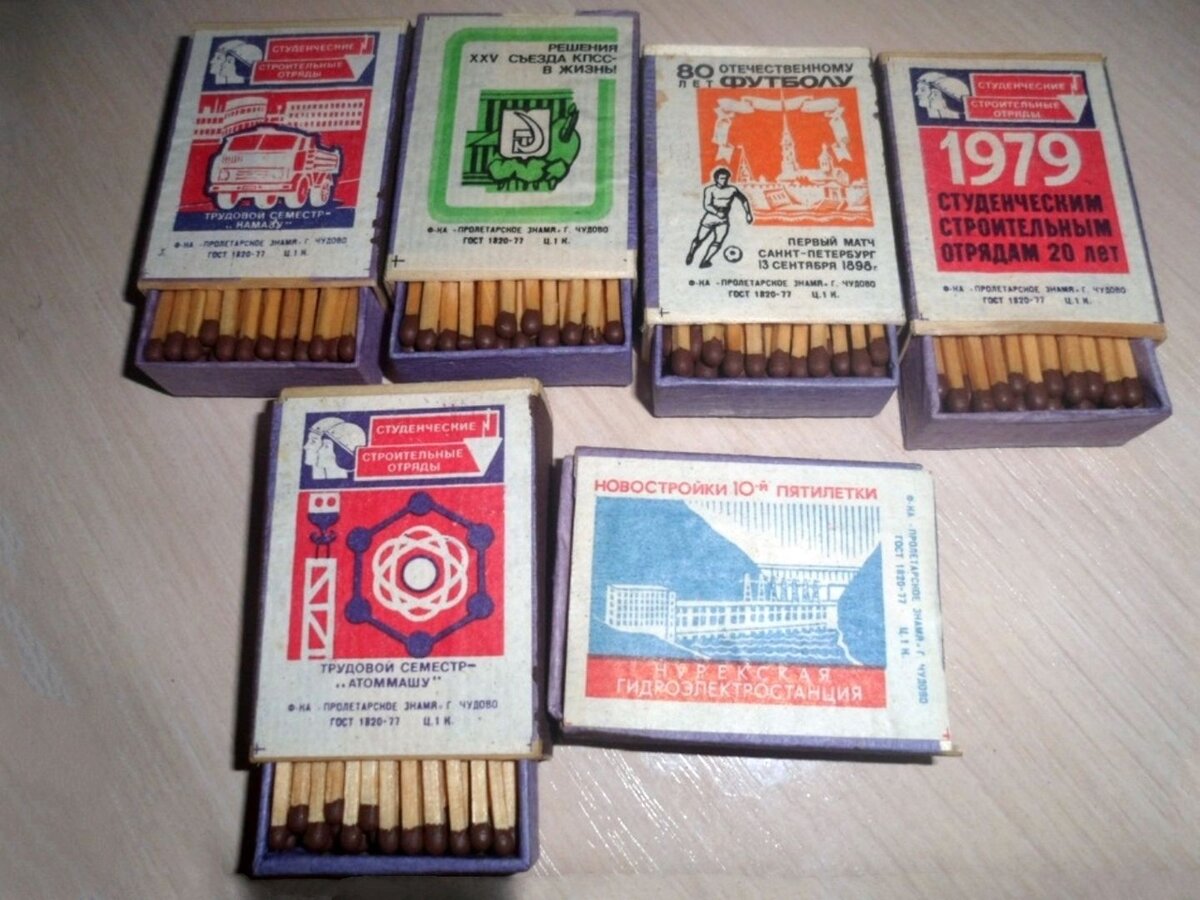 СТУДЕНЧЕСКИЕ
СТРОИТЕЛЬНЫЕ
ОТРЯДЫ
ТРУДОВОЙ СЕМЕСТР–
„КАМАЗУ"
Ф-КА «ПРОЛЕТАРСКОЕ ЗНАМЯ» Г. ЧУДОВО
ГОСТ 1820-77 Ц.1 К.
РЕШЕНИЯ
XXV СЪЕЗДА КПСС-
В ЖИЗНЬ!
Ф-КА «ПРОЛЕТАРСКОЕ ЗНАМЯ» Г. ЧУДОВО
ГОСТ 1820-77 Ц.1 К.
80 ОТЕЧЕСТВЕННОМУ
ЛЕТ ФУТБОЛУ
ПЕРВЫЙ МАТЧ
САНКТ-ПЕТЕРБУРГ
13 СЕНТЯБРЯ 1898г.
Ф-КА «ПРОЛЕТАРСКОЕ ЗНАМЯ» Г. ЧУДОВО
ГОСТ 1820-77 Ц.1 К.
СТУДЕНЧЕСКИЕ
СТРОИТЕЛЬНЫЕ
ОТРЯДЫ
1979
СТУДЕНЧЕСКИМ
СТРОИТЕЛЬНЫМ
ОТРЯДАМ 20 лет
Ф-КА «ПРОЛЕТАРСКОЕ ЗНАМЯ» Г. ЧУДОВО
ГОСТ 1820-77 Ц.1 К.
СТУДЕНЧЕСКИЕ
СТРОИТЕЛЬНЫЕ
ОТРЯДЫ
ТРУДОВОЙ СЕМЕСТР–
„АТОММАШУ"
Ф-КА «ПРОЛЕТАРСКОЕ ЗНАМЯ» Г. ЧУДОВО
ГОСТ 1820-77 Ц.1 К.
НОВОСТРОЙКИ 10-й ПЯТИЛЕТКИ
НУРЕКСКАЯ
ГИДРОЭЛЕКТРОСТАНЦИЯ
Ф-КА «ПРОЛЕТАРСКОЕ ЗНАМЯ» Г. ЧУДОВО
ГОСТ 1820-77 Ц.1 К.